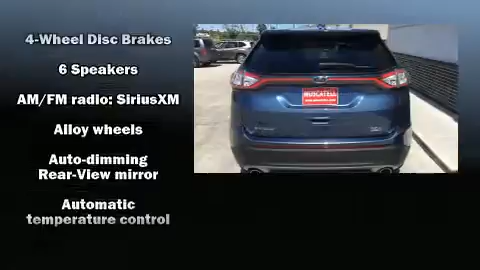 4-Wheel Disc Brakes
6 Speakers
AM/FM radio: SiriusXM
Alloy wheels
Auto-dimming
Rear-View mirror
Automatic
temperature control
MUSCATELL